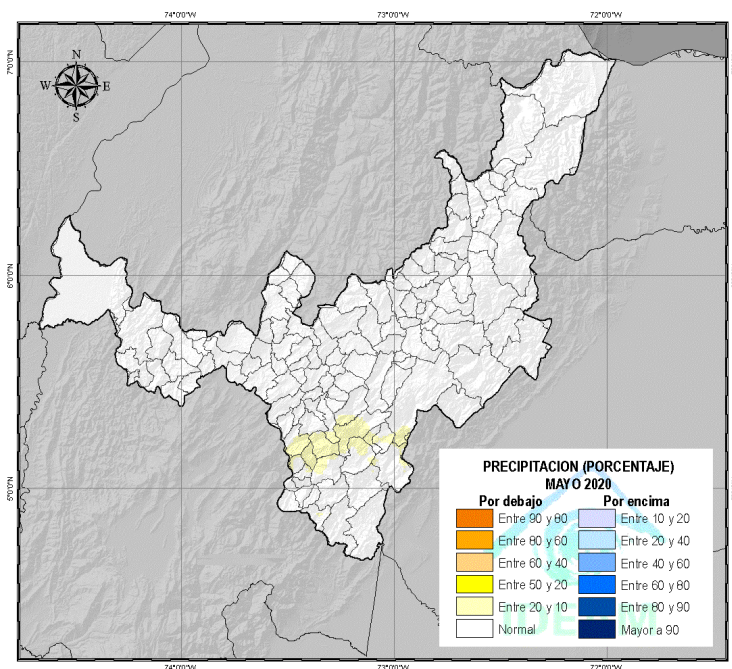 74°0'0"W 73°0'0"W 72°0'0"W
7°0'0"N
6°0'0"N
5°0'0"N
N
W E
S
PRECIPITACION (PORCENTAJE)
MAYO 2020
Por debajo Por encima
Entre 90 y 80 Entre 10 y 20
Entre 80 y 60 Entre 20 y 40
Entre 60 y 40 Entre 40 y 60
Entre 50 y 20 Entre 60 y 80
Entre 20 y 10 Entre 80 y 90
Normal Mayor a 90
IDEAM
74°0'0"W 73°0'0"W 72°0'0"W